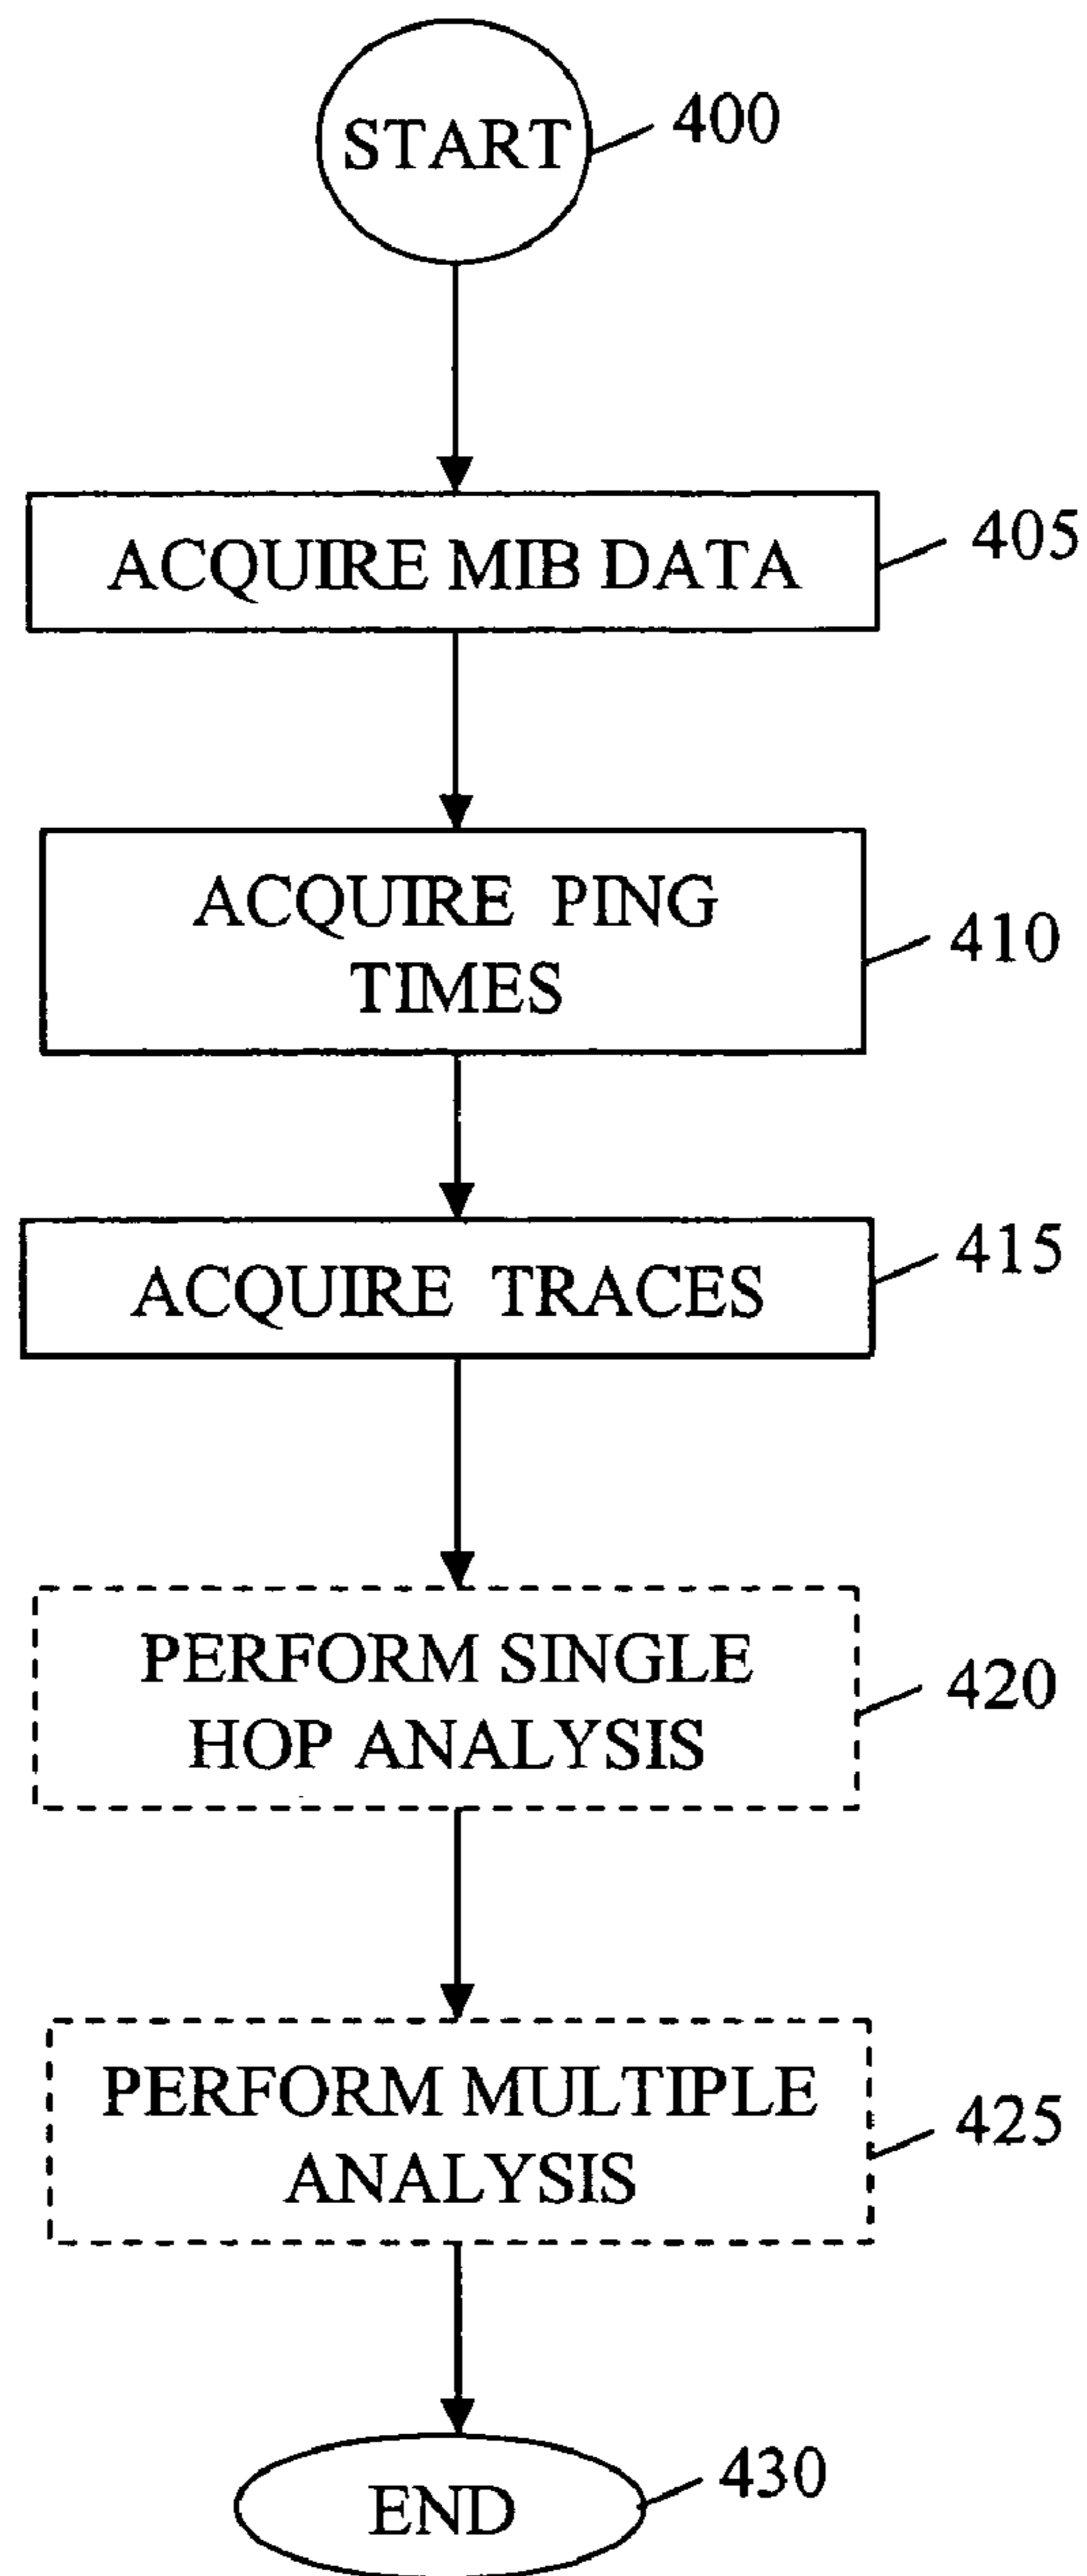 START
400
ACQUIRE MIB DATA
405
ACQUIRE PING
TIMES
410
ACQUIRE TRACES
415
PERFORM SINGLE
HOP ANALYSIS
420
PERFORM MULTIPLE
ANALYSIS
425
END
430